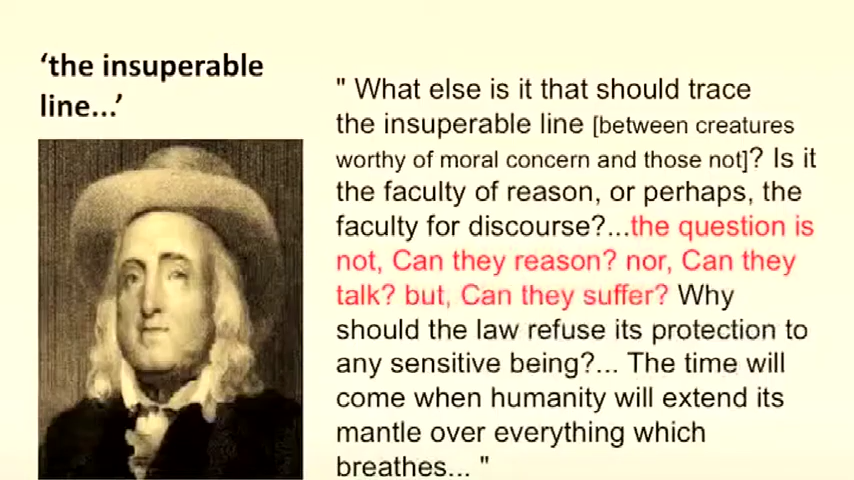 ‘the insuperable
line...’
" What else is it that should trace
the insuperable line [between creatures
worthy of moral concern and those not]? Is it
the faculty of reason, or perhaps, the
faculty for discourse?...the question is
not, Can they reason? nor, Can they
talk? but, Can they suffer? Why
should the law refuse its protection to
any sensitive being?... The time will
come when humanity will extend its
mantle over everything which
breathes... "